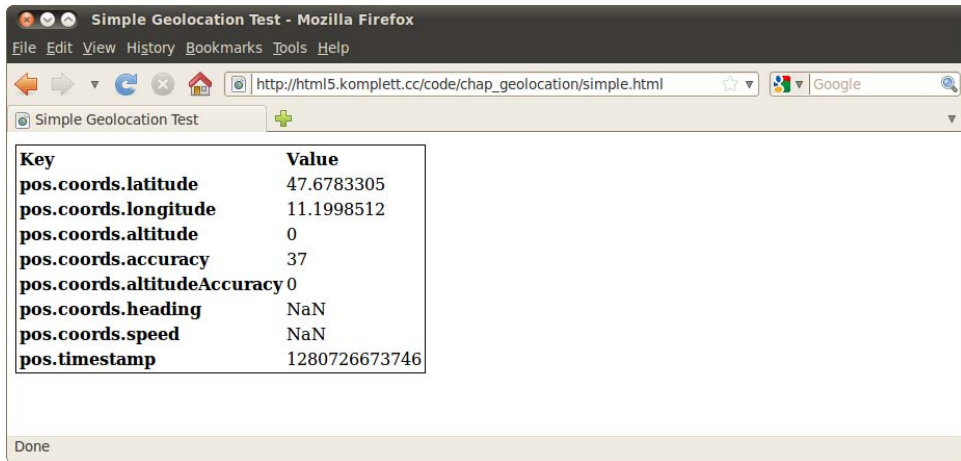 Simple Geolocation Test - Mozilla Firefox
File Edit View History Bookmarks Tools Help
http://html5.komplett.cc/code/chap_geolocation/simple.html Google
Simple Geolocation Test
Key Value
pos.coords.latitude 47.6783305
pos.coords.longitude 11.1998512
pos.coords.altitude 0
pos.coords.accuracy 37
pos.coords.altitudeAccuracy 0
pos.coords.heading NaN
pos.coords.speed NaN
pos.timestamp 1280726673746
Done